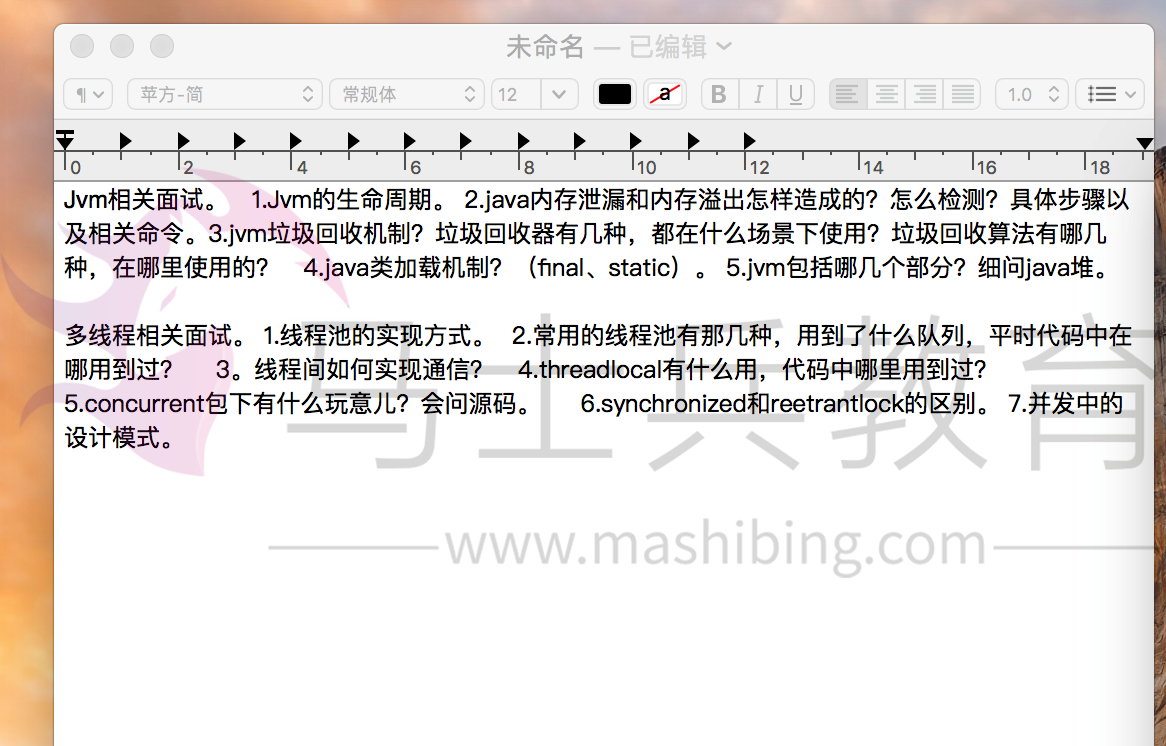 未命名 — 已编辑
¶
苹方-简
常规体
12
a
B
I
U
1.0
0
2
4
6
8
10
12
14
16
18
Jvm相关面试。 1.Jvm的生命周期。 2.java内存泄漏和内存溢出怎样造成的？怎么检测？具体步骤以
及相关命令。3.jvm垃圾回收机制？垃圾回收器有几种，都在什么场景下使用？垃圾回收算法有哪几
种，在哪里使用的？ 4.java类加载机制？（final、static）。 5.jvm包括哪几个部分？细问java堆。
多线程相关面试。 1.线程池的实现方式。 2.常用的线程池有那几种，用到了什么队列，平时代码中在
哪用到过？ 3。线程间如何实现通信？ 4.threadlocal有什么用，代码中哪里用到过？
5.concurrent包下有什么玩意儿？会问源码。 6.synchronized和reetrantlock的区别。 7.并发中的
设计模式。
马士兵教育
www.mashibing.com